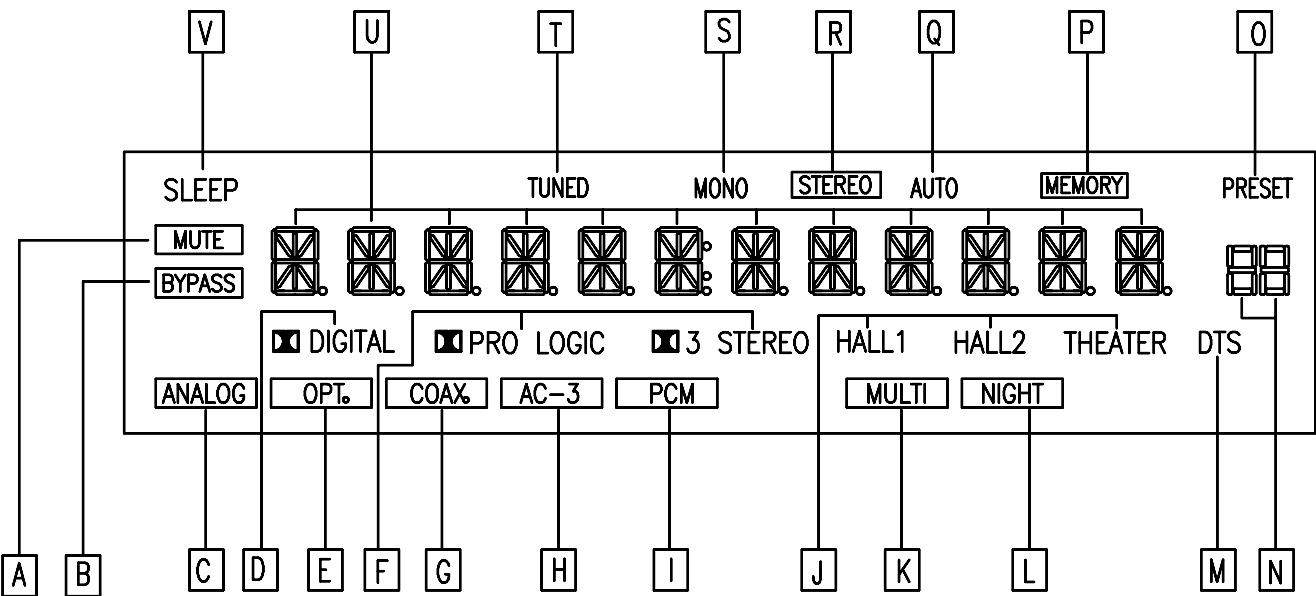 V U T S R Q P O
SLEEP TUNED MONO STEREO AUTO MEMORY PRESET
MUTE
BYPASS
DIGITAL PRO LOGIC 3 STEREO HALL1 HALL2 THEATER DTS
ANALOG OPT. COAX. AC-3 PCM MULTI NIGHT
A B C D E F G H I J K L M N